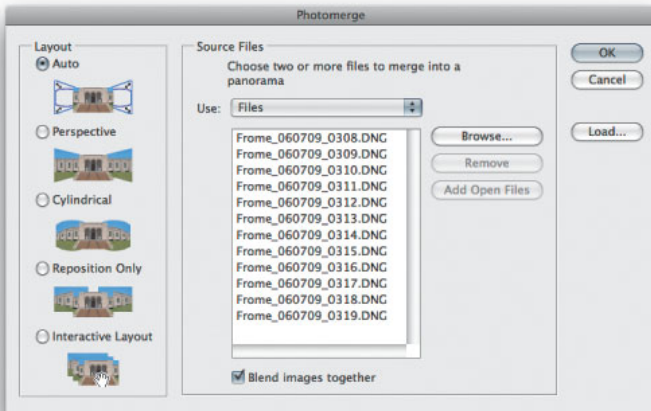 Photomerge
Layout
Auto
Perspective
Cylindrical
Reposition Only
Interactive Layout
Source Files
Choose two or more files to merge into a
panorama
Use: Files
Frome_060709_0308.DNG
Frome_060709_0309.DNG
Frome_060709_0310.DNG
Frome_060709_0311.DNG
Frome_060709_0312.DNG
Frome_060709_0313.DNG
Frome_060709_0314.DNG
Frome_060709_0315.DNG
Frome_060709_0316.DNG
Frome_060709_0317.DNG
Frome_060709_0318.DNG
Frome_060709_0319.DNG
Browse...
Remove
Add Open Files
Blend images together
OK
Cancel
Load...